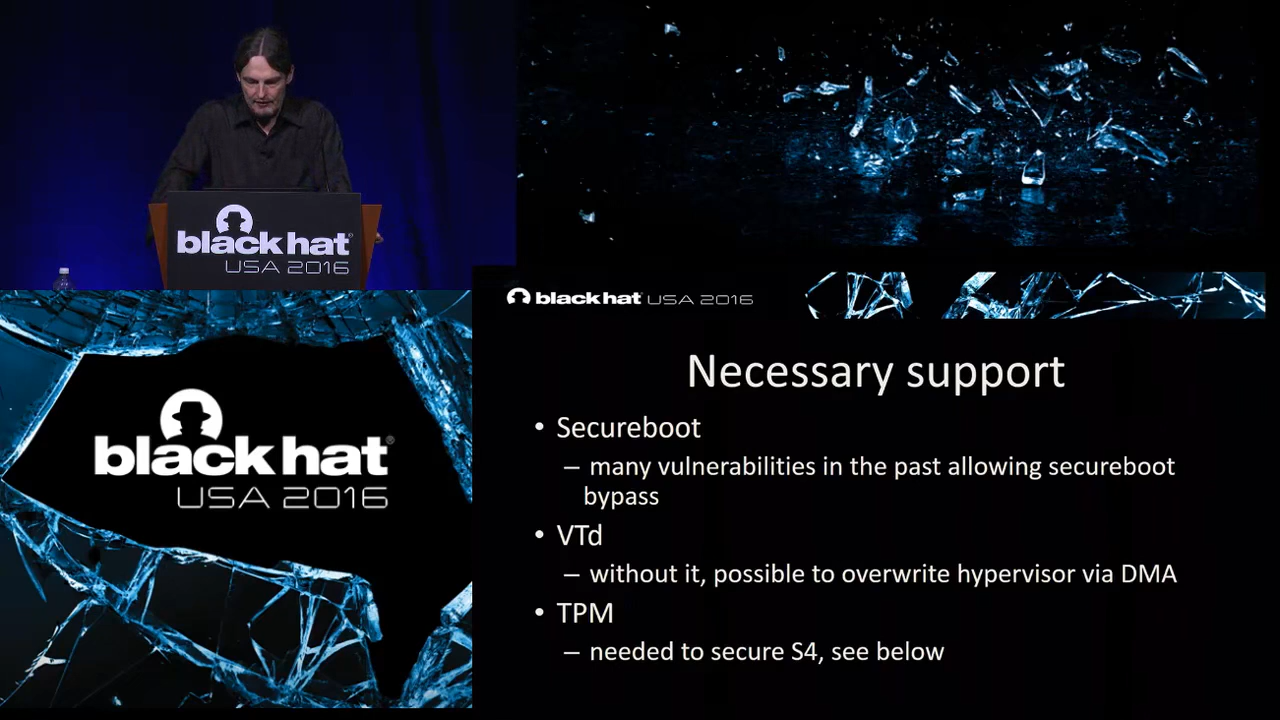 black hat
USA 2016
black hat USA 2016
black hat
USA 2016
Necessary support
• Secureboot
– many vulnerabilities in the past allowing secureboot
bypass
• VTd
– without it, possible to overwrite hypervisor via DMA
• TPM
– needed to secure S4, see below